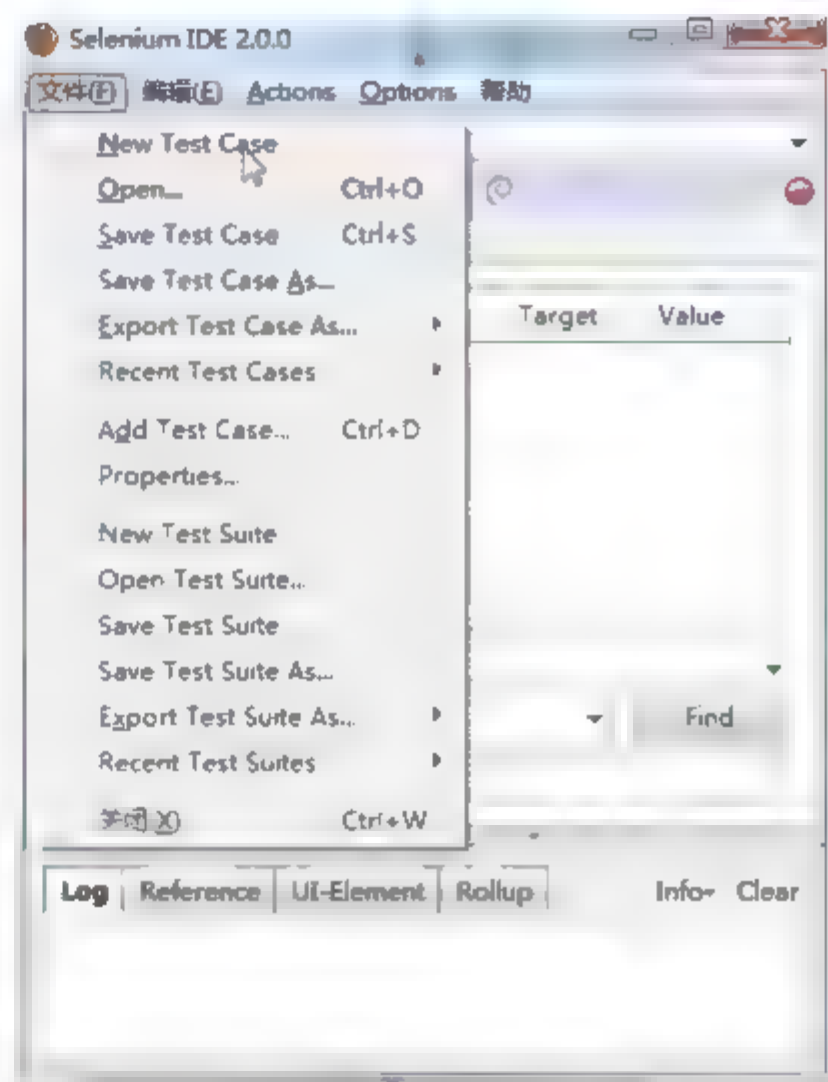 Selenium IDE 2.0.0
文件(F) 编辑(E) Actions Options 帮助
New Test Case
Open... Ctrl+O
Save Test Case Ctrl+S
Save Test Case As...
Export Test Case As...
Target Value
Recent Test Cases
Add Test Case... Ctrl+D
Properties...
New Test Suite
Open Test Suite...
Save Test Suite
Save Test Suite As...
Export Test Suite As...
Find
Recent Test Suites
关闭(X) Ctrl+W
Log Reference UI-Element Rollup Info Clear